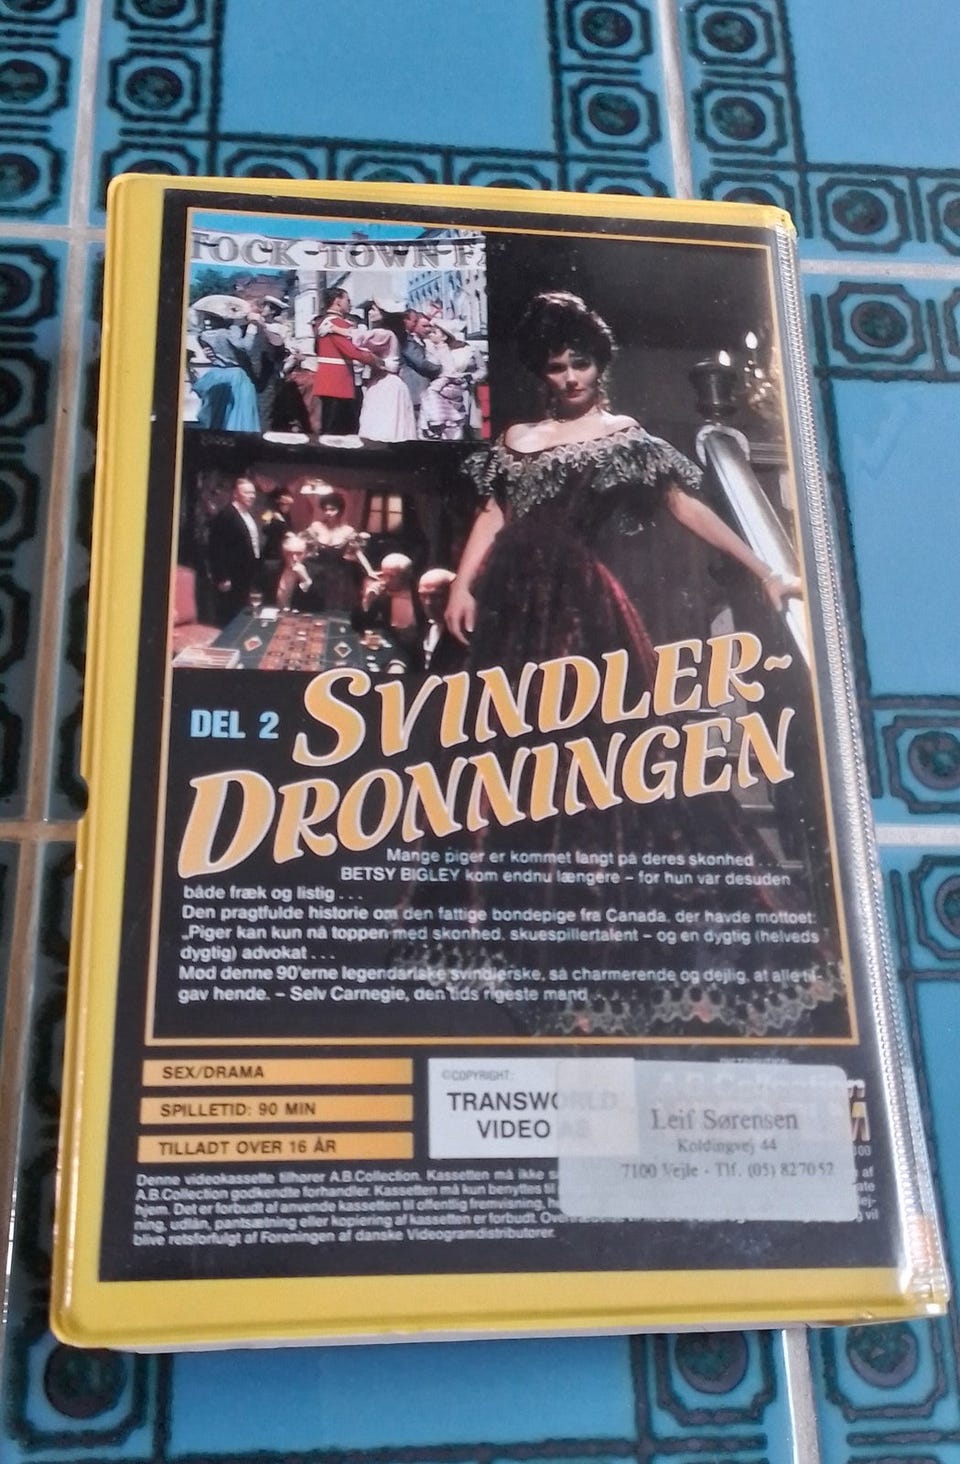 TOCK-TOWN-FA
DEL 2
SVINDLER-
DRONNINGEN
Mange piger er kommet langt på deres skønhed . . .
BETSY BIGLEY kom endnu længere – for hun var desuden
både fræk og listig . . .
Den pragtfulde historie om den fattige bondepige fra Canada, der havde mottoet:
„Piger kan kun nå toppen med skønhed, skuespillertalent – og en dygtig (helveds
dygtig) advokat . . .
Mød denne 90'erne legendariske svindlerske, så charmerende og dejlig, at alle til-
gav hende. – Selv Carnegie, den tids rigeste mand
SEX/DRAMA
SPILLETID: 90 MIN
TILLADT OVER 16 ÅR
©COPYRIGHT:
TRANSWORLD
VIDEO AS
Leif Sørensen
Koldingvej 44
7100 Vejle - Tlf. (05) 827052
Denne videokassette tilhører A.B.Collection. Kassetten må ikke
A.B.Collection godkendte forhandler. Kassetten må kun benyttes til
hjem. Det er forbudt at anvende kassetten til offentlig fremvisning,
ning, udlån, pantsætning eller kopiering af kassetten er forbudt. vil
blive retsforfulgt af Foreningen af danske Videogramdistributører.